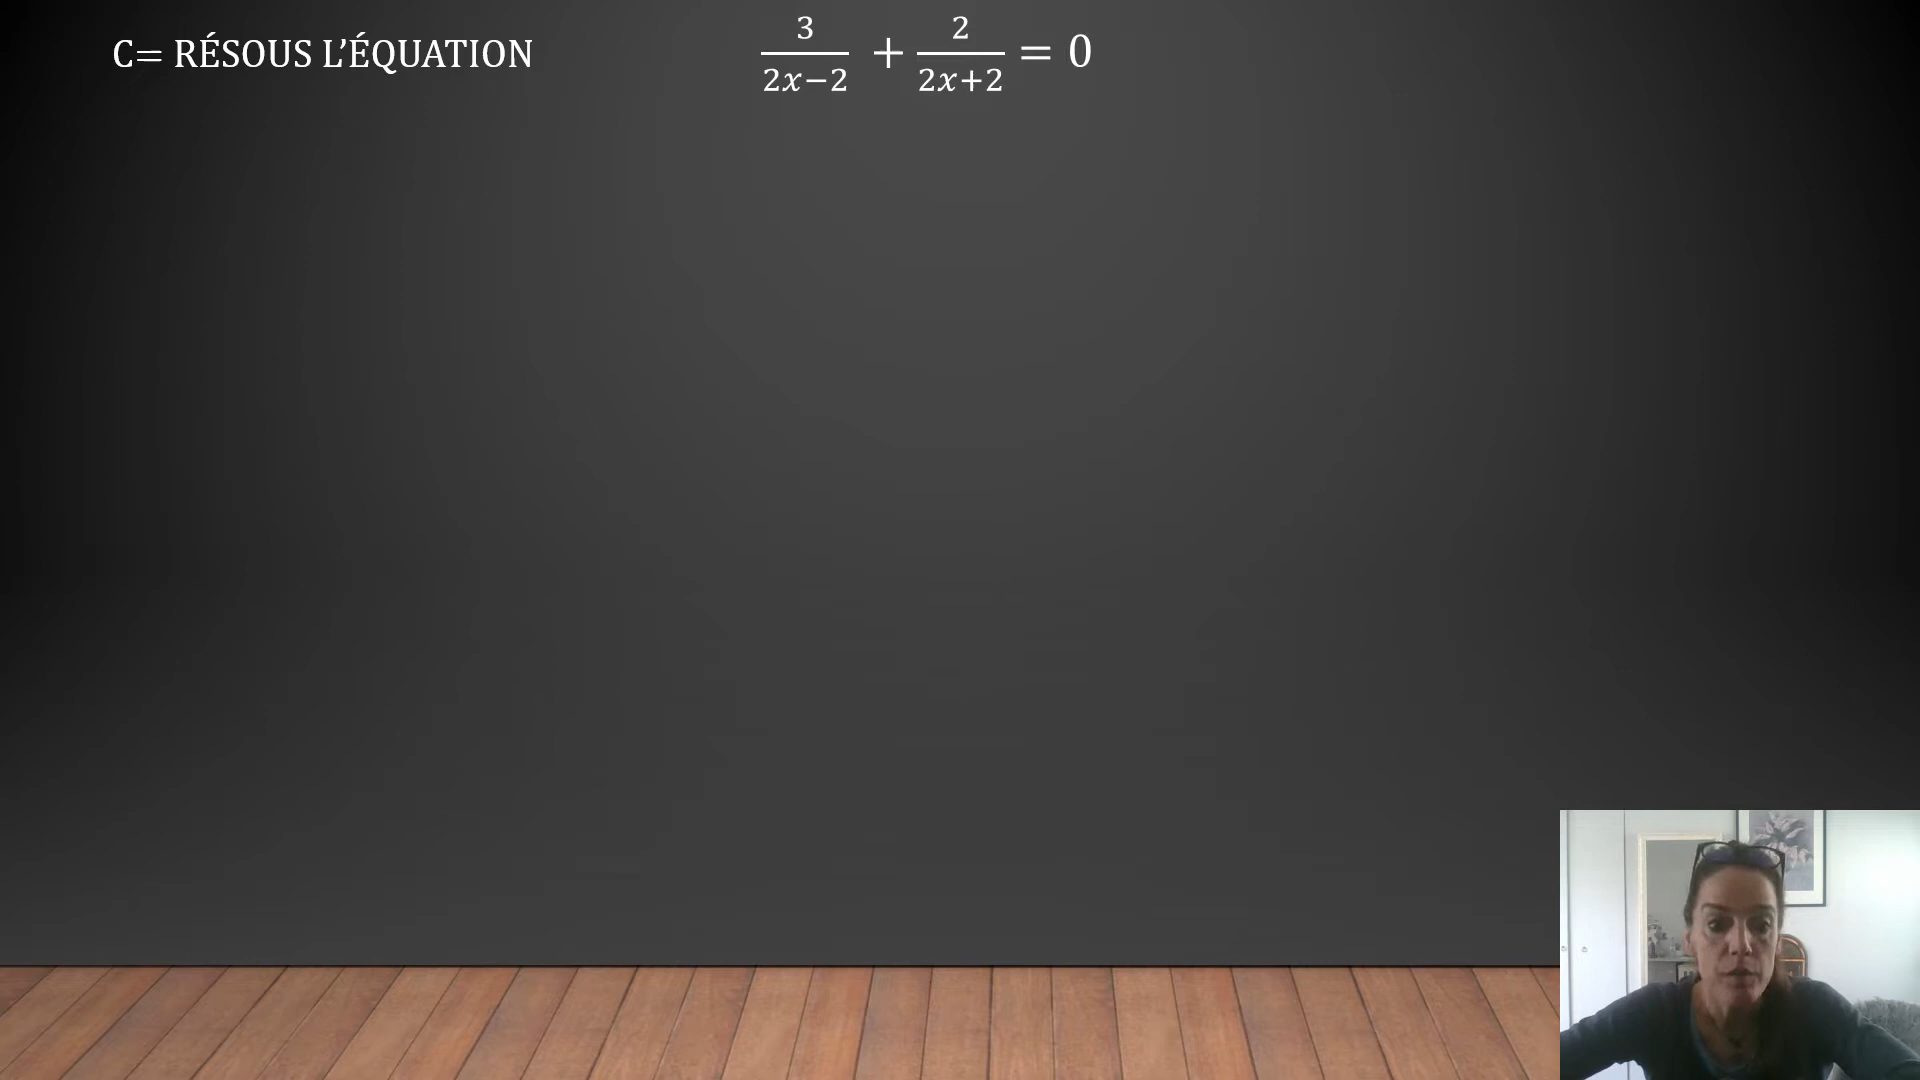 C= RÉSOUS L’ÉQUATION
3/(2x−2) + 2/(2x+2) = 0